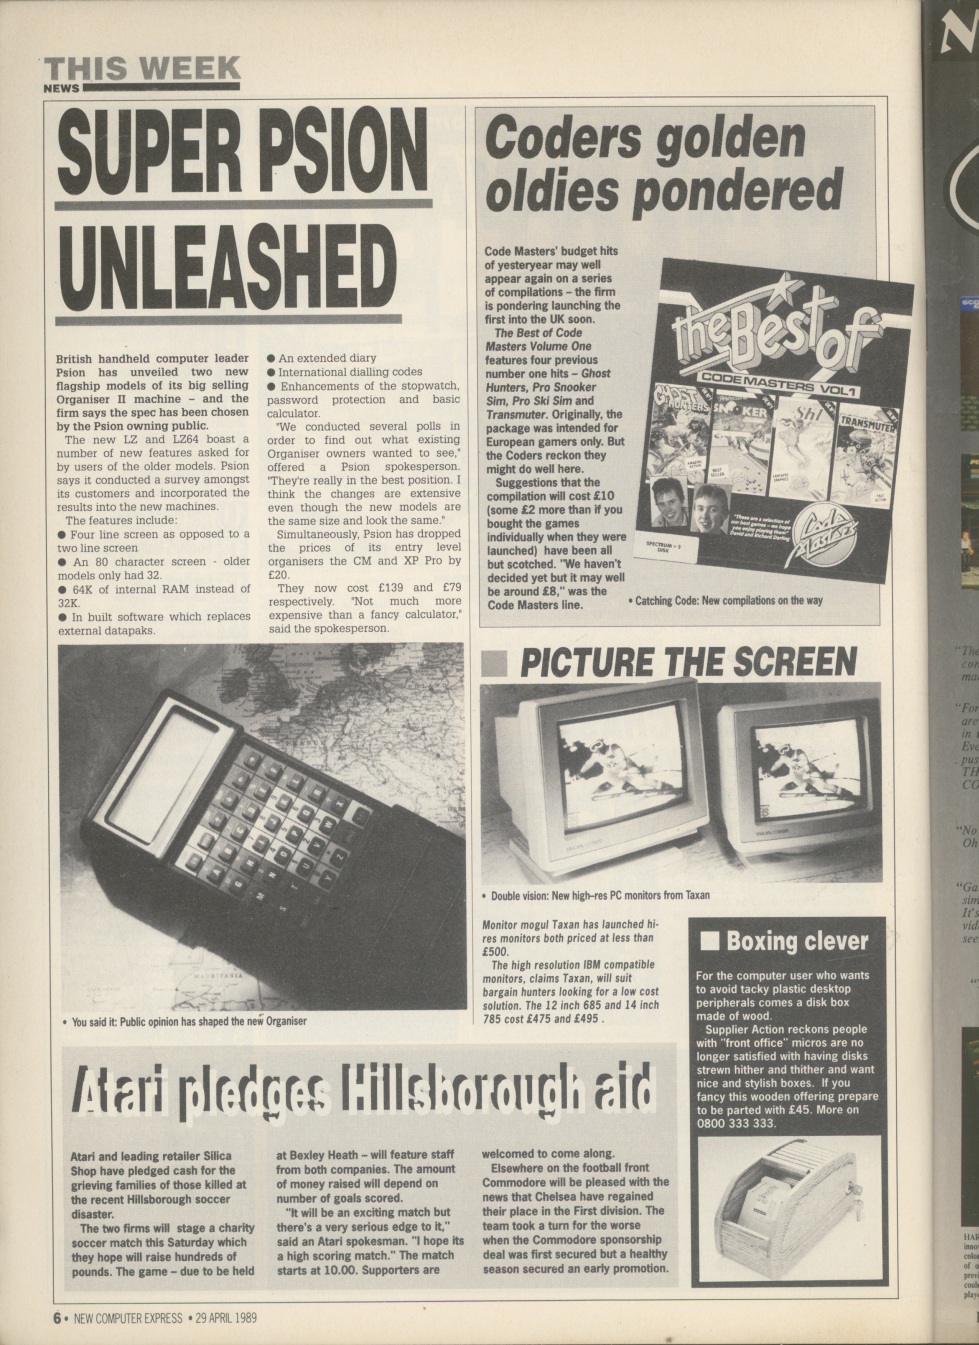 THIS WEEK
NEWS
SUPER PSION
UNLEASHED
British handheld computer leader
Psion has unveiled two new
flagship models of its big selling
Organiser II machine – and the
firm says the spec has been chosen
by the Psion owning public.
The new LZ and LZ64 boast a
number of new features asked for
by users of the older models. Psion
says it conducted a survey amongst
its customers and incorporated the
results into the new machines.
The features include:
● Four line screen as opposed to a
two line screen
● An 80 character screen - older
models only had 32.
● 64K of internal RAM instead of
32K.
● In built software which replaces
external datapaks.
● An extended diary
● International dialling codes
● Enhancements of the stopwatch,
password protection and basic
calculator.
"We conducted several polls in
order to find out what existing
Organiser owners wanted to see,"
offered a Psion spokesperson.
"They're really in the best position. I
think the changes are extensive
even though the new models are
the same size and look the same."
Simultaneously, Psion has dropped
the prices of its entry level
organisers the CM and XP Pro by
£20.
They now cost £139 and £79
respectively. "Not much more
expensive than a fancy calculator,"
said the spokesperson.
• You said it: Public opinion has shaped the new Organiser
Coders golden
oldies pondered
Code Masters' budget hits
of yesteryear may well
appear again on a series
of compilations – the firm
is pondering launching the
first into the UK soon.
The Best of Code
Masters Volume One
features four previous
number one hits – Ghost
Hunters, Pro Snooker
Sim, Pro Ski Sim and
Transmuter. Originally, the
package was intended for
European gamers only. But
the Coders reckon they
might do well here.
Suggestions that the
compilation will cost £10
(some £2 more than if you
bought the games
individually when they were
launched) have been all
but scotched. "We haven't
decided yet but it may well
be around £8," was the
Code Masters line.
the Best of
CODE MASTERS VOL1
GHOST HUNTERS
SNOOKER
Ski
TRANSMUTER
AMAZING ACTION
BEST SELLER
FANTASTIC GRAPHICS
"These are a selection of
our best games – we hope
you enjoy playing them"
David and Richard Darling
Code Masters
SPECTRUM + 3
DISK
• Catching Code: New compilations on the way
PICTURE THE SCREEN
• Double vision: New high–res PC monitors from Taxan
Monitor mogul Taxan has launched hi-
res monitors both priced at less than
£500.
The high resolution IBM compatible
monitors, claims Taxan, will suit
bargain hunters looking for a low cost
solution. The 12 inch 685 and 14 inch
785 cost £475 and £495 .
■ Boxing clever
For the computer user who wants
to avoid tacky plastic desktop
peripherals comes a disk box
made of wood.
Supplier Action reckons people
with "front office" micros are no
longer satisfied with having disks
strewn hither and thither and want
nice and stylish boxes. If you
fancy this wooden offering prepare
to be parted with £45. More on
0800 333 333.
Atari pledges Hillsborough aid
Atari and leading retailer Silica
Shop have pledged cash for the
grieving families of those killed at
the recent Hillsborough soccer
disaster.
The two firms will stage a charity
soccer match this Saturday which
they hope will raise hundreds of
pounds. The game – due to be held
at Bexley Heath – will feature staff
from both companies. The amount
of money raised will depend on
number of goals scored.
"It will be an exciting match but
there's a very serious edge to it,"
said an Atari spokesman. "I hope its
a high scoring match." The match
starts at 10.00. Supporters are
welcomed to come along.
Elsewhere on the football front
Commodore will be pleased with the
news that Chelsea have regained
their place in the First division. The
team took a turn for the worse
when the Commodore sponsorship
deal was first secured but a healthy
season secured an early promotion.
6 • NEW COMPUTER EXPRESS • 29 APRIL 1989